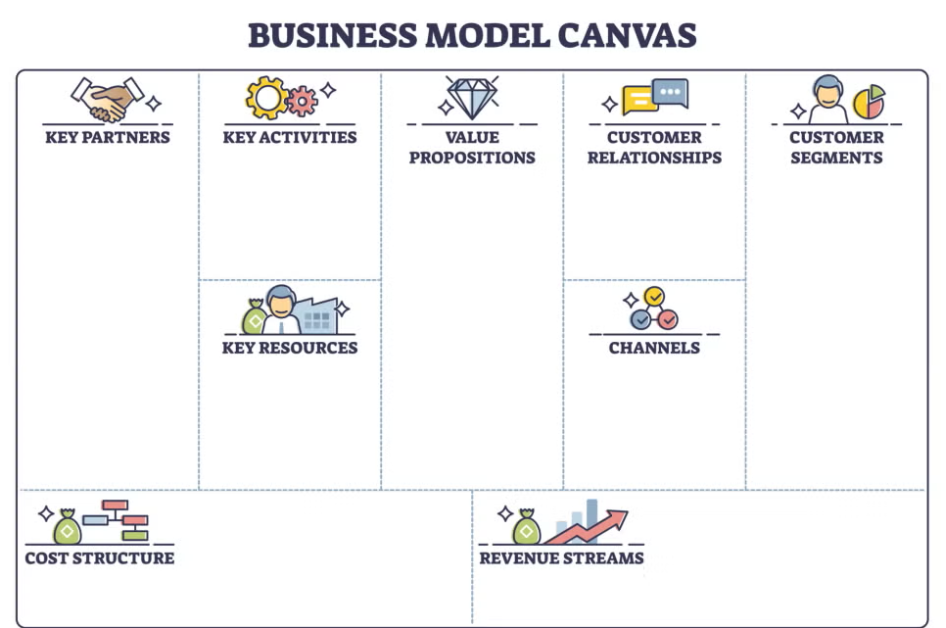 BUSINESS MODEL CANVAS
KEY PARTNERS
KEY ACTIVITIES
KEY RESOURCES
VALUE
PROPOSITIONS
CUSTOMER
RELATIONSHIPS
CHANNELS
CUSTOMER
SEGMENTS
COST STRUCTURE
REVENUE STREAMS